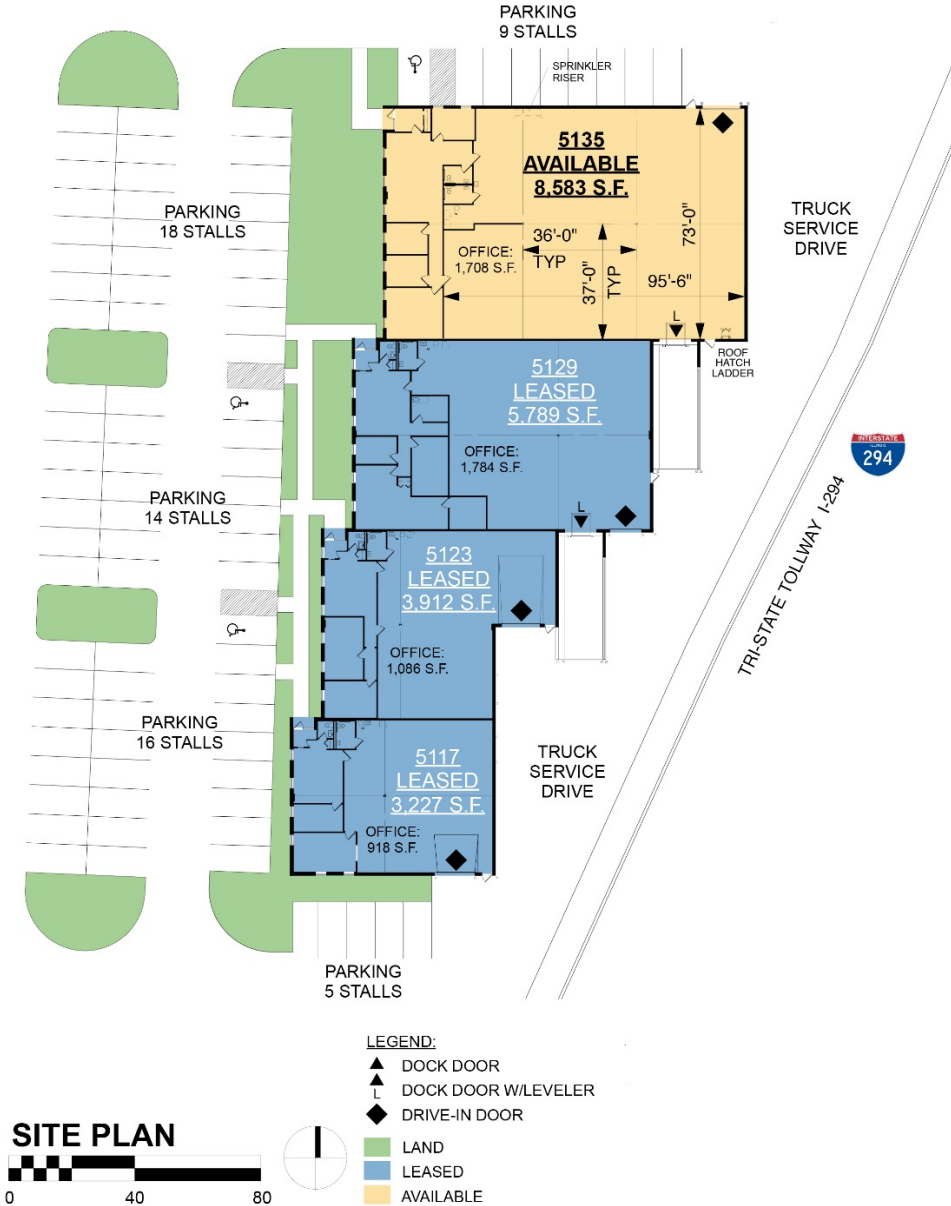 PARKING
9 STALLS
SPRINKLER
RISER
5135
AVAILABLE
8,583 S.F.
PARKING
18 STALLS
TRUCK
SERVICE
DRIVE
36'-0"
TYP
37'-0"
TYP
73'-0"
95'-6"
OFFICE:
1,708 S.F.
L
ROOF
HATCH
LADDER
5129
LEASED
5,789 S.F.
OFFICE:
1,784 S.F.
INTERSTATE
294
TRI-STATE TOLLWAY I-294
PARKING
14 STALLS
L
5123
LEASED
3,912 S.F.
OFFICE:
1,086 S.F.
PARKING
16 STALLS
5117
LEASED
3,227 S.F.
OFFICE:
918 S.F.
TRUCK
SERVICE
DRIVE
PARKING
5 STALLS
LEGEND:
DOCK DOOR
L DOCK DOOR W/LEVELER
DRIVE-IN DOOR
LAND
LEASED
AVAILABLE
SITE PLAN
0 40 80